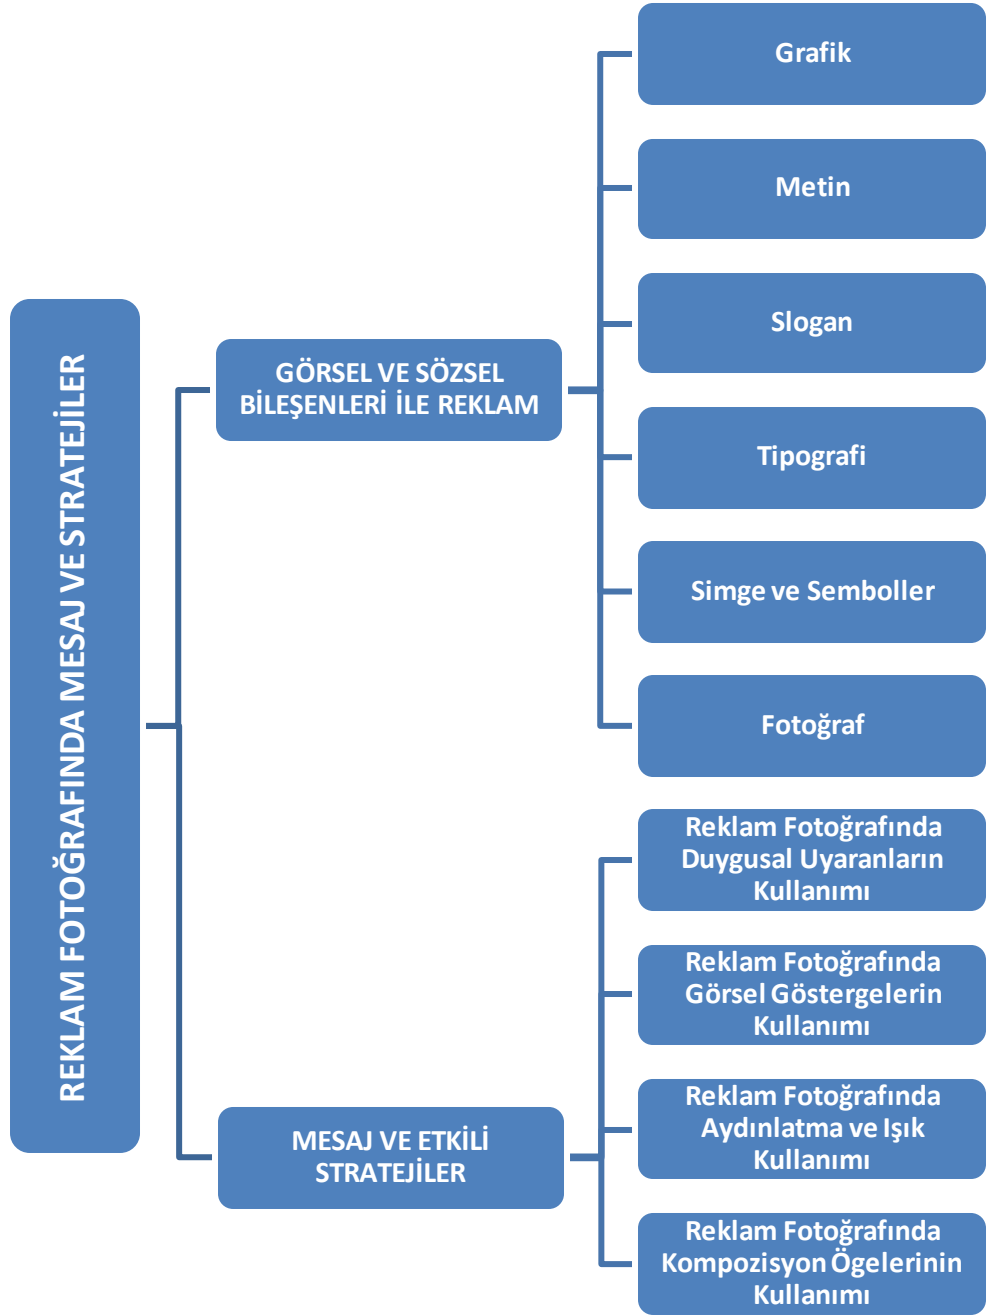 REKLAM FOTOĞRAFINDA MESAJ VE STRATEJİLER
GÖRSEL VE SÖZSEL
BİLEŞENLERİ İLE REKLAM
Grafik
Metin
Slogan
Tipografi
Simge ve Semboller
Fotoğraf
MESAJ VE ETKİLİ
STRATEJİLER
Reklam Fotoğrafında
Duygusal Uyaranların
Kullanımı
Reklam Fotoğrafında
Görsel Göstergelerin
Kullanımı
Reklam Fotoğrafında
Aydınlatma ve Işık
Kullanımı
Reklam Fotoğrafında
Kompozisyon Ögelerinin
Kullanımı